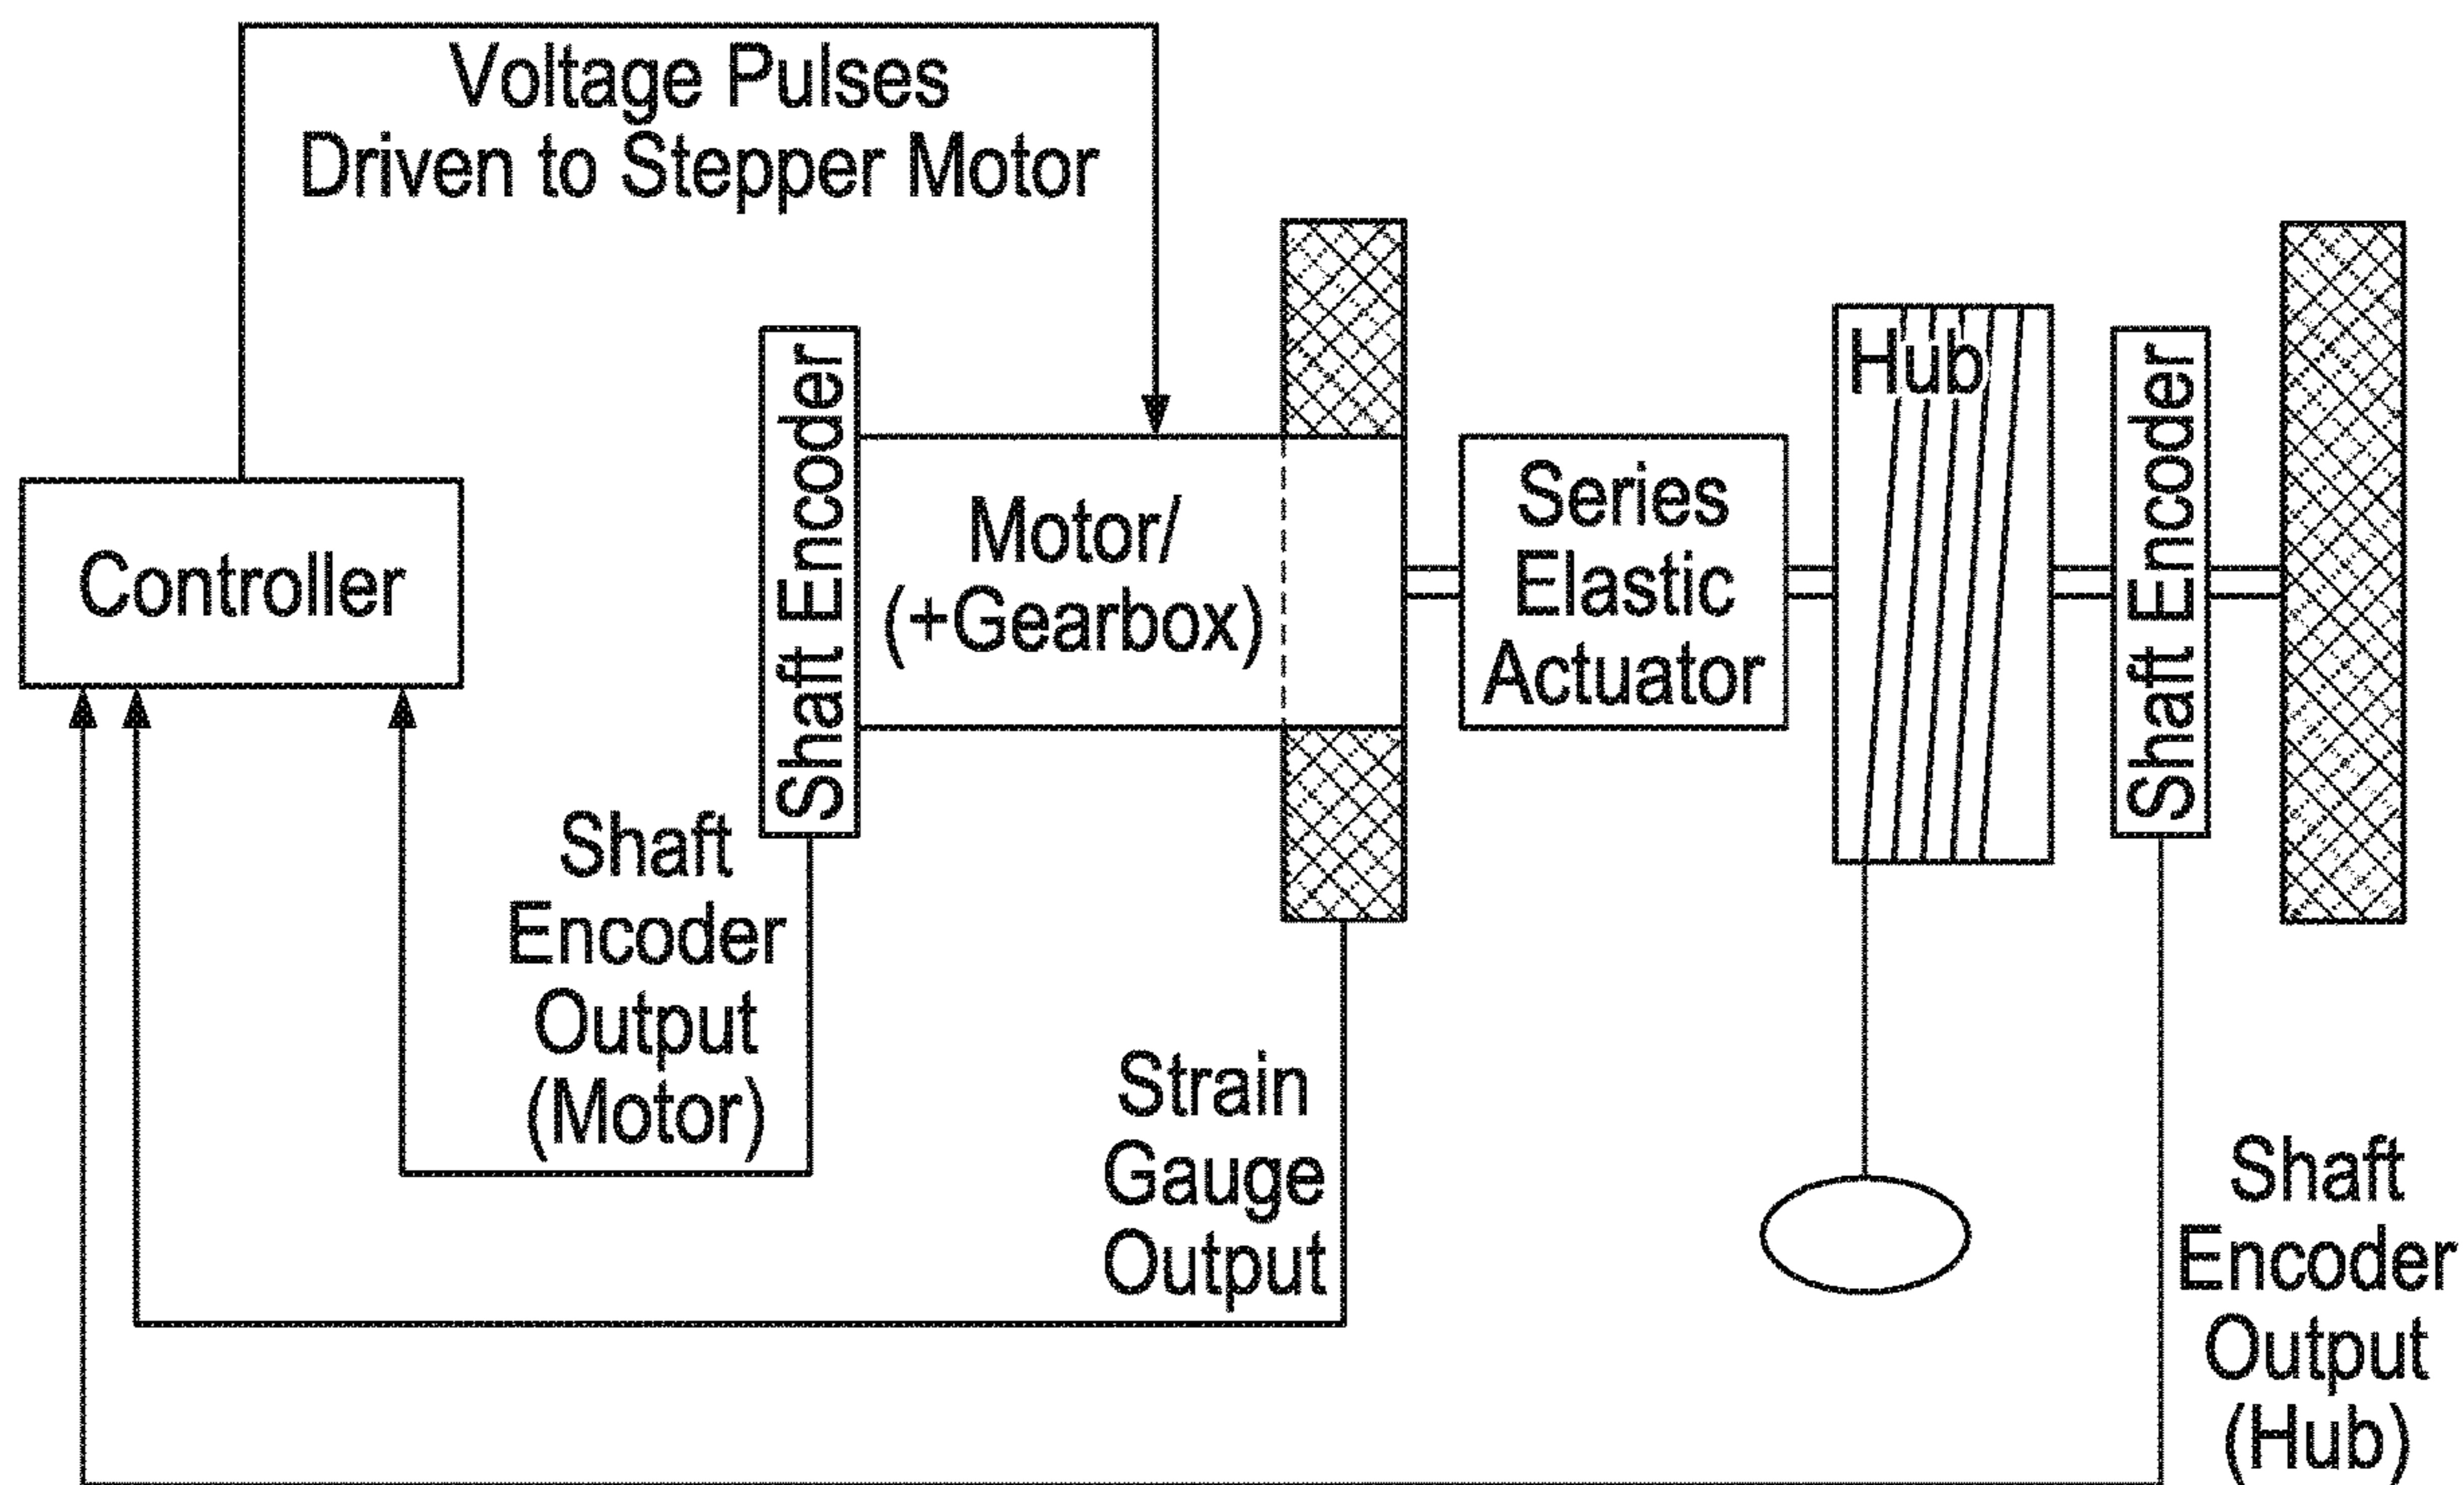 Voltage Pulses
Driven to Stepper Motor
Controller
Shaft Encoder
Motor/
(+Gearbox)
Series
Elastic
Actuator
Hub
Shaft Encoder
Shaft
Encoder
Output
(Motor)
Strain
Gauge
Output
Shaft
Encoder
Output
(Hub)